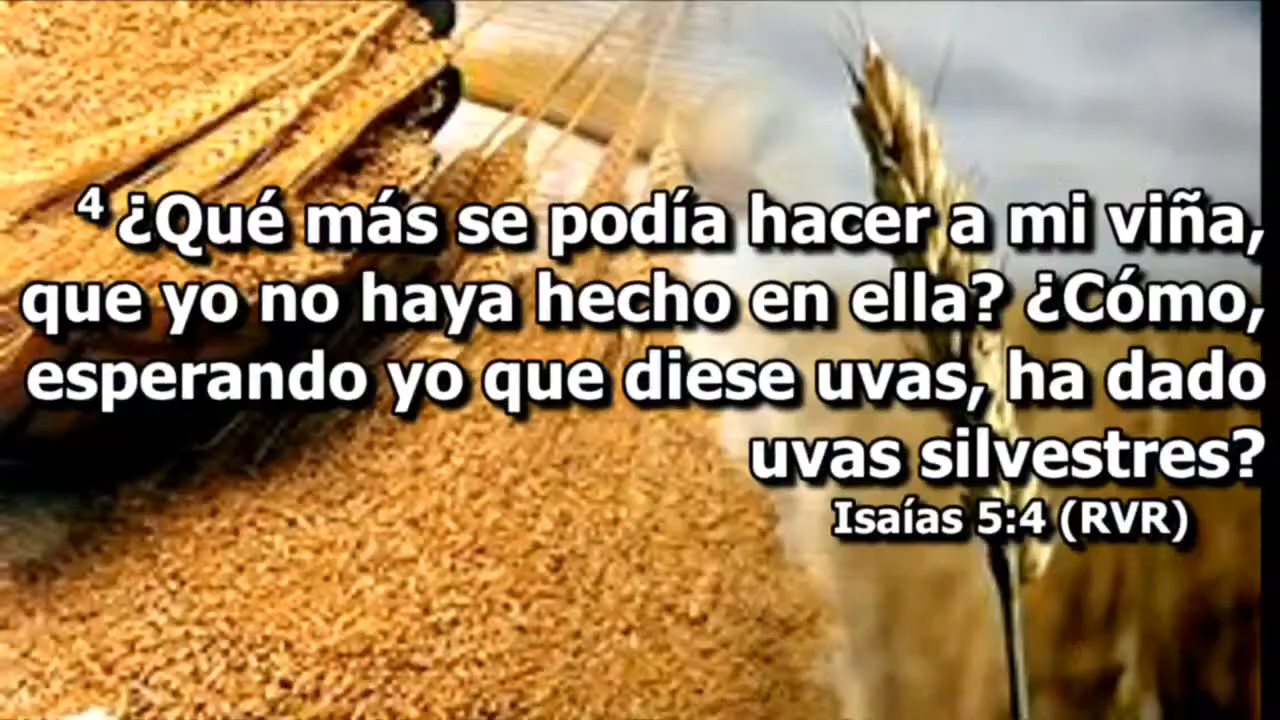 4 ¿Qué más se podía hacer a mi viña,
que yo no haya hecho en ella? ¿Cómo,
esperando yo que diese uvas, ha dado
uvas silvestres?
Isaías 5:4 (RVR)